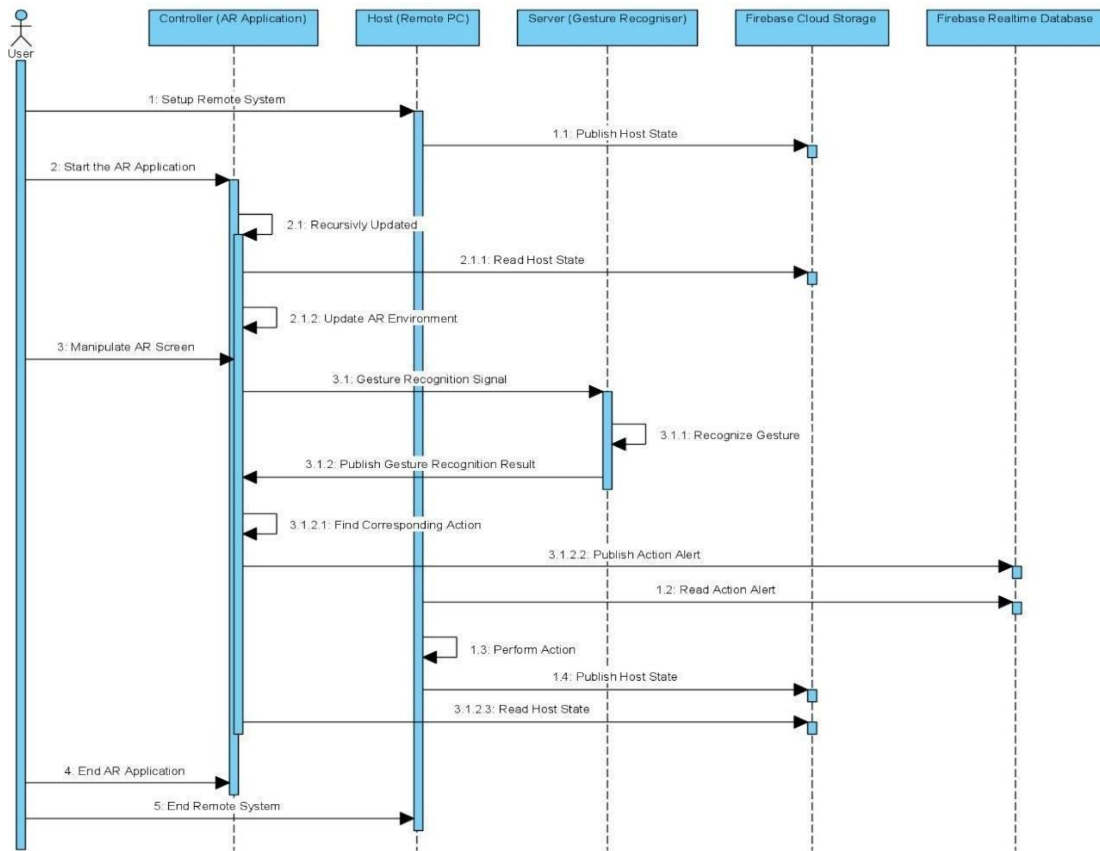 Controller (AR Application)
Host (Remote PC)
Server (Gesture Recogniser)
Firebase Cloud Storage
Firebase Realtime Database
User
1: Setup Remote System
1.1: Publish Host State
2: Start the AR Application
2.1: Recursivly Updated
2.1.1: Read Host State
2.1.2: Update AR Environment
3: Manipulate AR Screen
3.1: Gesture Recognition Signal
3.1.1: Recognize Gesture
3.1.2: Publish Gesture Recognition Result
3.1.2.1: Find Corresponding Action
3.1.2.2: Publish Action Alert
1.2: Read Action Alert
1.3: Perform Action
1.4: Publish Host State
3.1.2.3: Read Host State
4: End AR Application
5: End Remote System